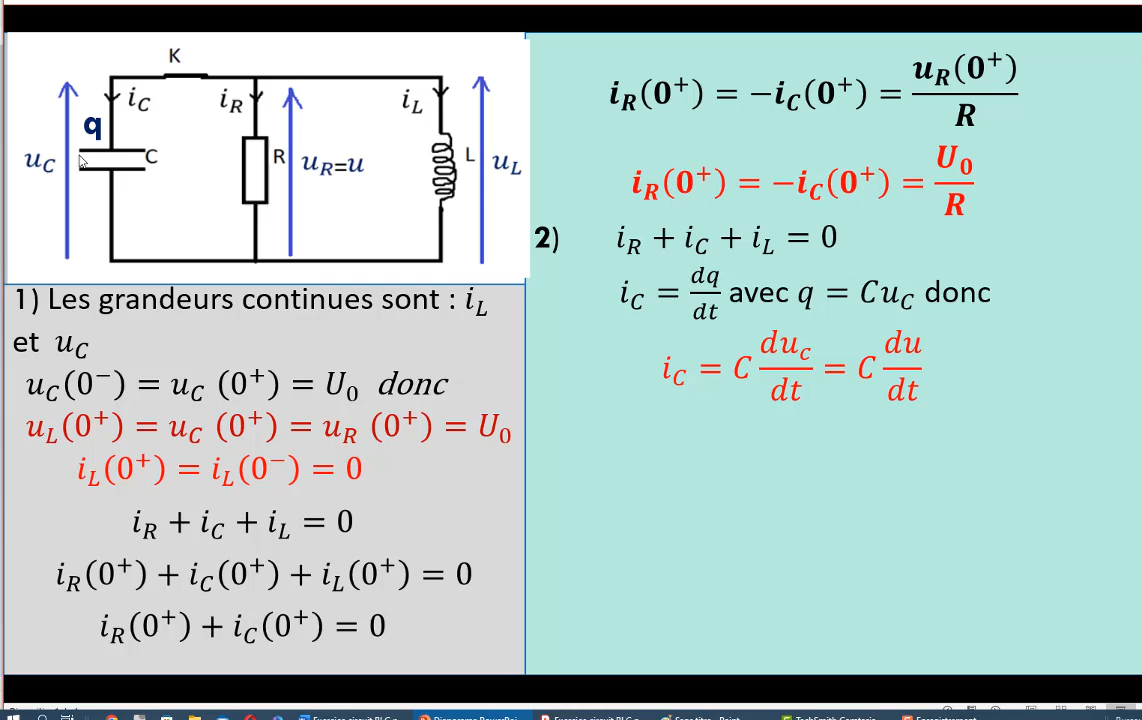 K
i_C
i_R
i_L
q
u_C
C
R
u_R=u
L
u_L
1) Les grandeurs continues sont : i_L
et u_C
u_C(0⁻) = u_C (0⁺) = U₀ donc
u_L(0⁺) = u_C (0⁺) = u_R (0⁺) = U₀
i_L(0⁺) = i_L(0⁻) = 0
i_R + i_C + i_L = 0
i_R(0⁺) + i_C(0⁺) + i_L(0⁺) = 0
i_R(0⁺) + i_C(0⁺) = 0
i_R(0⁺) = −i_C(0⁺) = u_R(0⁺)/R
i_R(0⁺) = −i_C(0⁺) = U₀/R
2) i_R + i_C + i_L = 0
i_C = dq/dt avec q = Cu_C donc
i_C = C du_c/dt = C du/dt